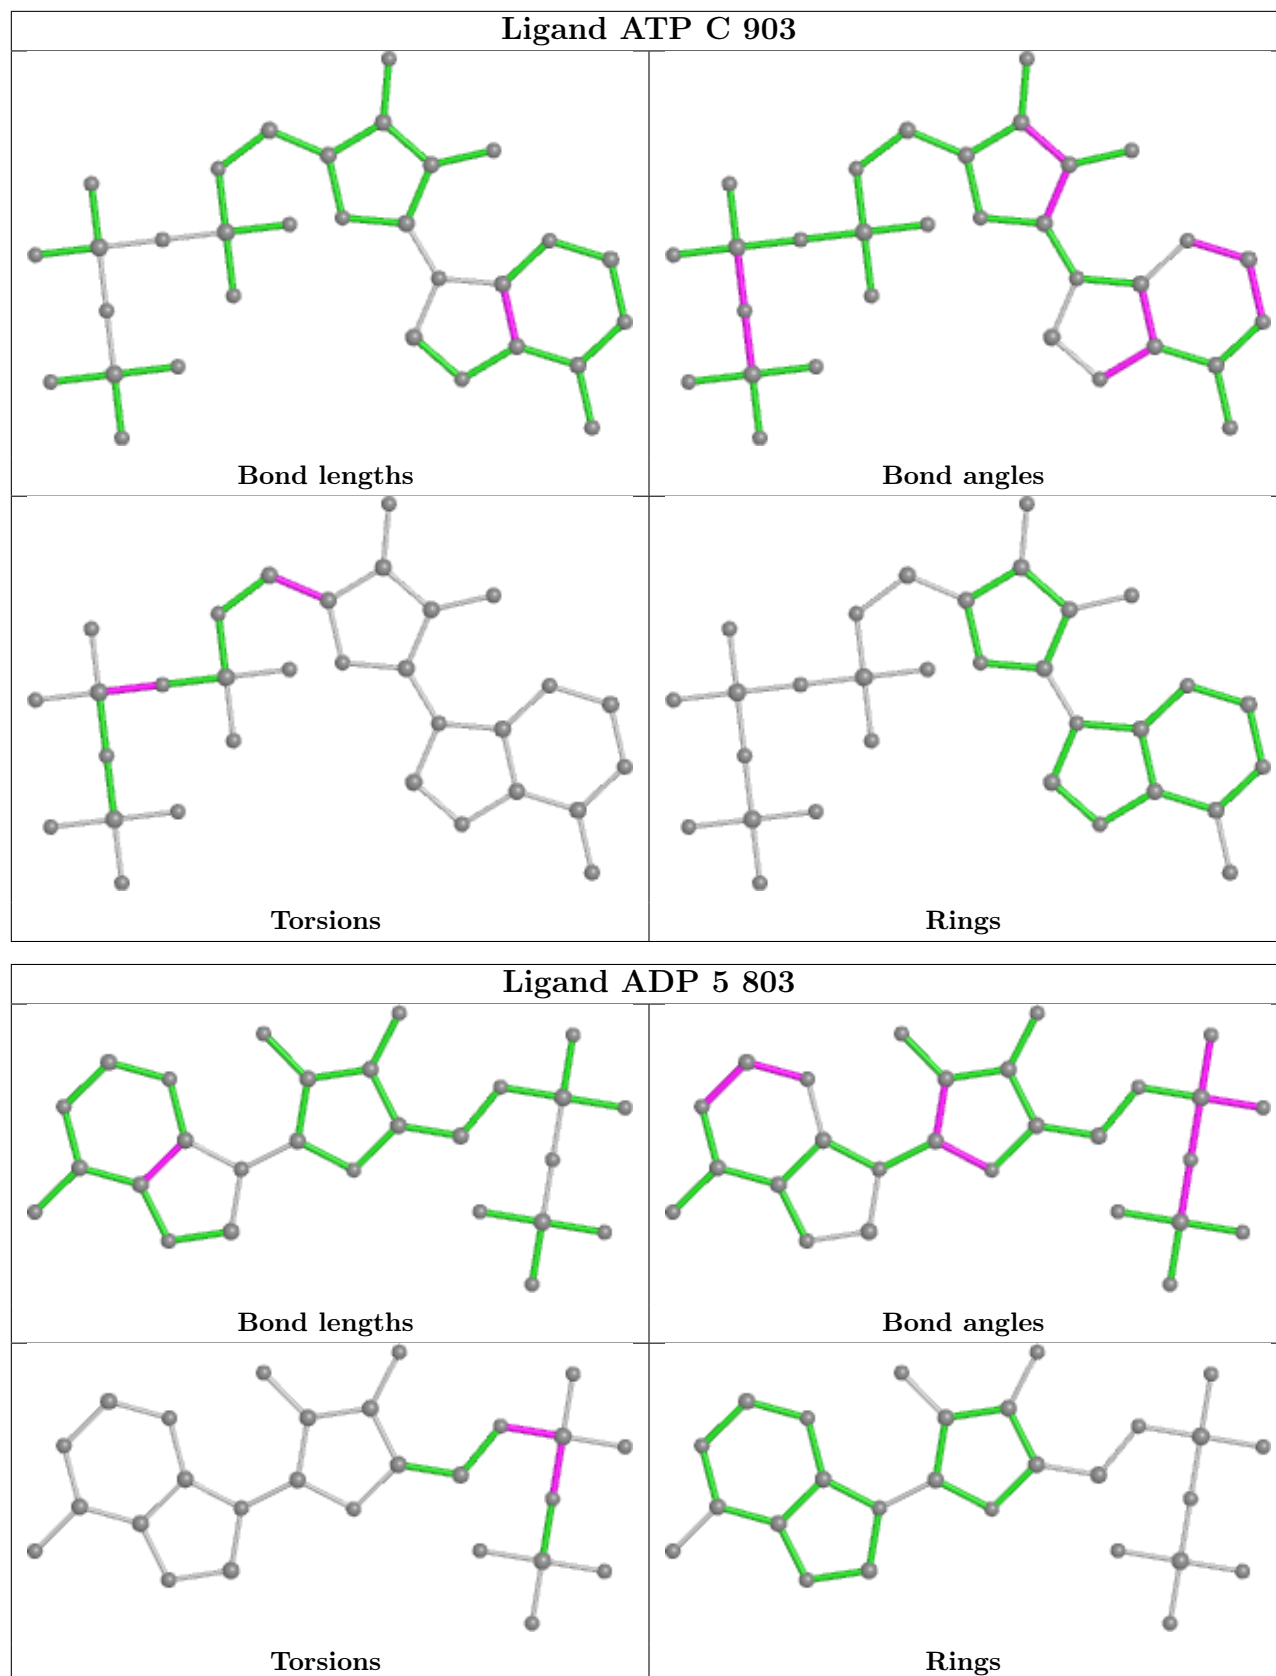 Ligand ATP C 903
Bond lengths
Bond angles
Torsions
Rings
Ligand ADP 5 803
Bond lengths
Bond angles
Torsions
Rings